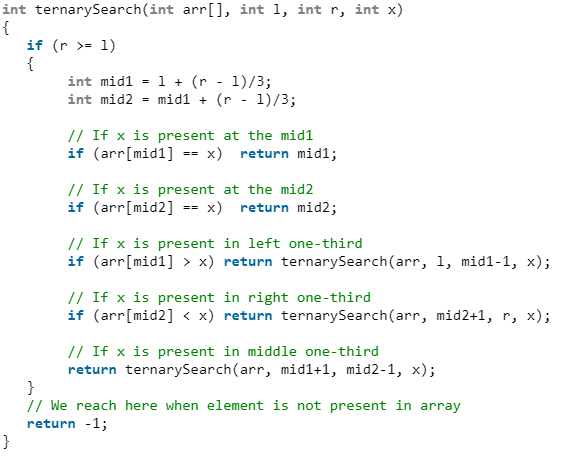 int ternarySearch(int arr[], int l, int r, int x)
{
if (r >= l)
{
int mid1 = l + (r - l)/3;
int mid2 = mid1 + (r - l)/3;
// If x is present at the mid1
if (arr[mid1] == x)  return mid1;
// If x is present at the mid2
if (arr[mid2] == x)  return mid2;
// If x is present in left one-third
if (arr[mid1] > x) return ternarySearch(arr, l, mid1-1, x);
// If x is present in right one-third
if (arr[mid2] < x) return ternarySearch(arr, mid2+1, r, x);
// If x is present in middle one-third
return ternarySearch(arr, mid1+1, mid2-1, x);
}
// We reach here when element is not present in array
return -1;
}